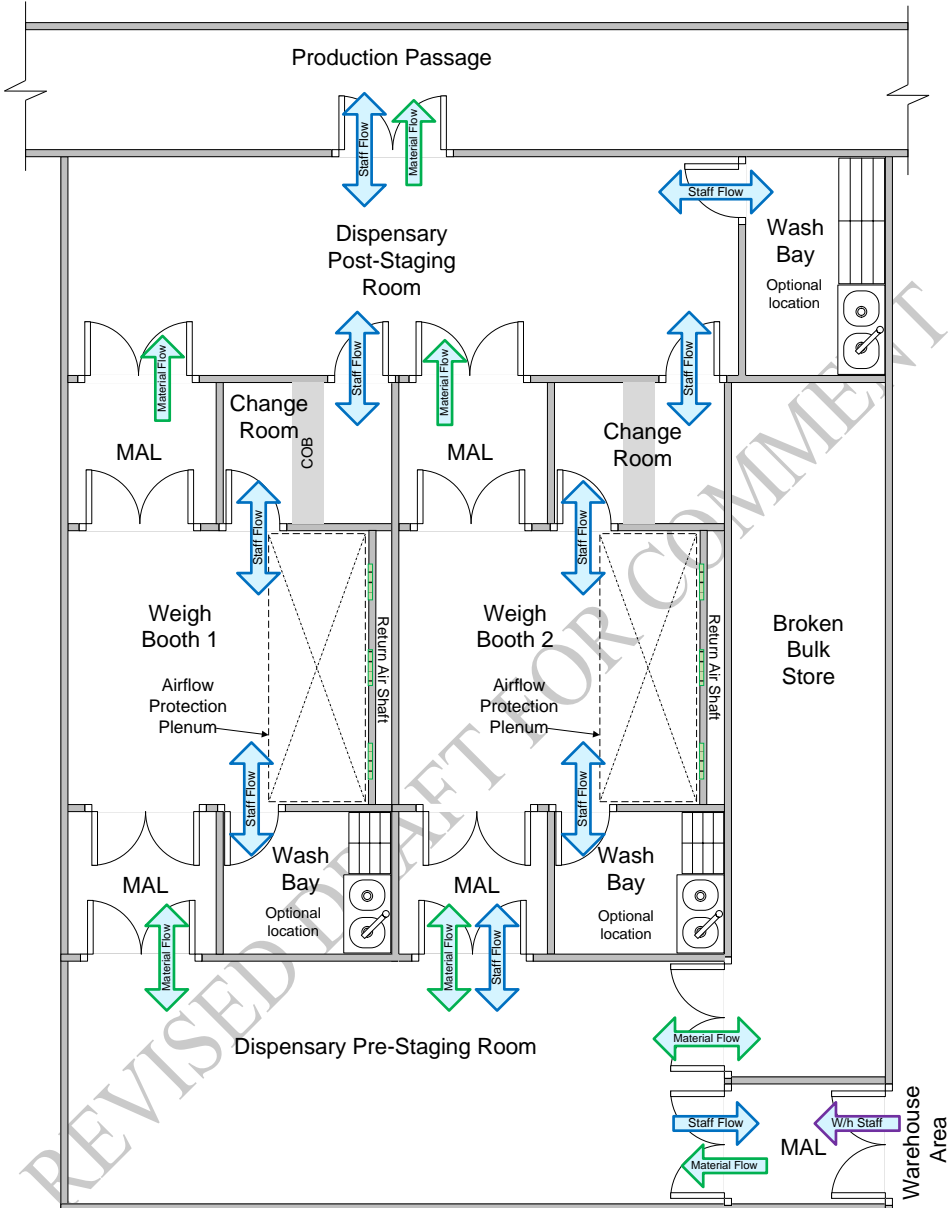 Production Passage
Staff Flow
Material Flow
Staff Flow
Wash
Bay
Optional
location
Dispensary
Post-Staging
Room
Material Flow
Staff Flow
Material Flow
Staff Flow
MAL
Change
Room
COB
MAL
Change
Room
Staff Flow
Staff Flow
Weigh
Booth 1
Airflow
Protection
Plenum
Return Air Shaft
Weigh
Booth 2
Airflow
Protection
Plenum
Return Air Shaft
Broken
Bulk
Store
Staff Flow
Staff Flow
MAL
Wash
Bay
Optional
location
MAL
Wash
Bay
Optional
location
Material Flow
Material Flow
Staff Flow
Dispensary Pre-Staging Room
Material Flow
Staff Flow
Material Flow
MAL
W/h Staff
Warehouse
Area
REVISED DRAFT FOR COMMENT